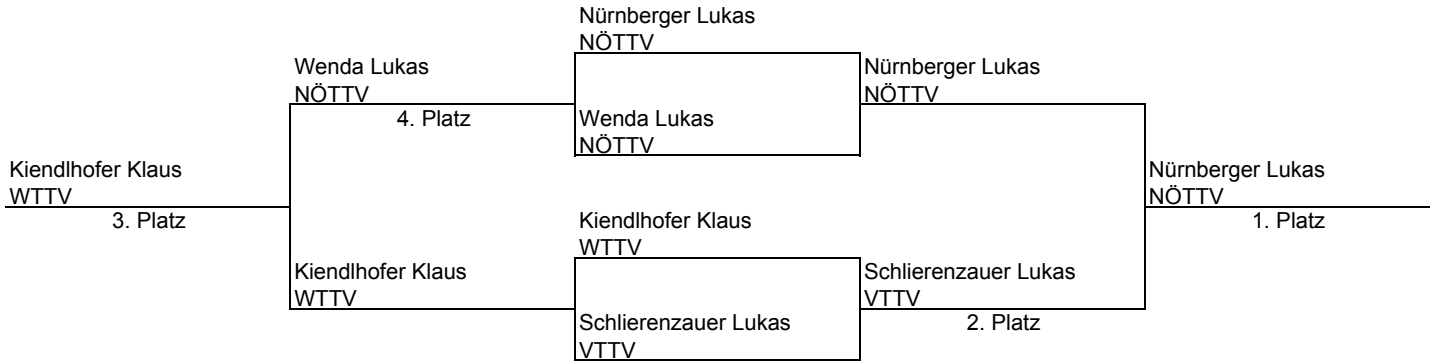 Nürnberger Lukas
NÖTTV
Wenda Lukas
NÖTTV
4. Platz
Nürnberger Lukas
NÖTTV
Wenda Lukas
NÖTTV
Kiendlhofer Klaus
WTTV
3. Platz
Nürnberger Lukas
NÖTTV
1. Platz
Kiendlhofer Klaus
WTTV
Kiendlhofer Klaus
WTTV
Schlierenzauer Lukas
VTTV
2. Platz
Schlierenzauer Lukas
VTTV